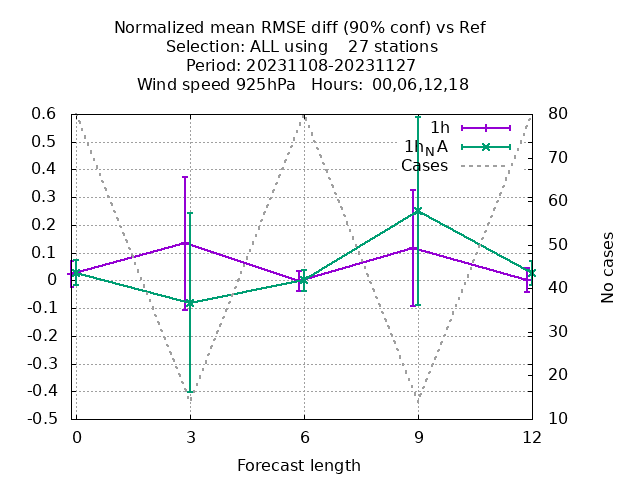 Normalized mean RMSE diff (90% conf) vs Ref
Selection: ALL using    27 stations
Period: 20231108-20231127
Wind speed 925hPa   Hours:  00,06,12,18
1h
1hNA
Cases
0.6
0.5
0.4
0.3
0.2
0.1
0
-0.1
-0.2
-0.3
-0.4
-0.5
80
70
60
50
40
30
20
10
No cases
0 3 6 9 12
Forecast length